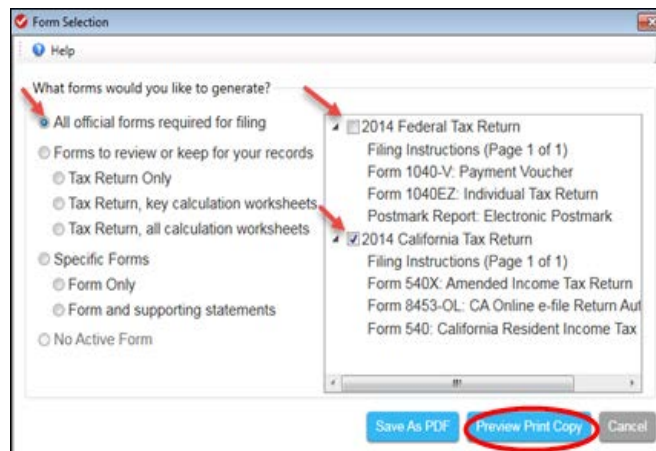 Form Selection
Help
What forms would you like to generate?
All official forms required for filing
Forms to review or keep for your records
Tax Return Only
Tax Return, key calculation worksheets
Tax Return, all calculation worksheets
Specific Forms
Form Only
Form and supporting statements
No Active Form
2014 Federal Tax Return
Filing Instructions (Page 1 of 1)
Form 1040-V: Payment Voucher
Form 1040EZ: Individual Tax Return
Postmark Report: Electronic Postmark
2014 California Tax Return
Filing Instructions (Page 1 of 1)
Form 540X: Amended Income Tax Return
Form 8453-OL: CA Online e-file Return Aut
Form 540: California Resident Income Tax
Save As PDF
Preview Print Copy
Cancel